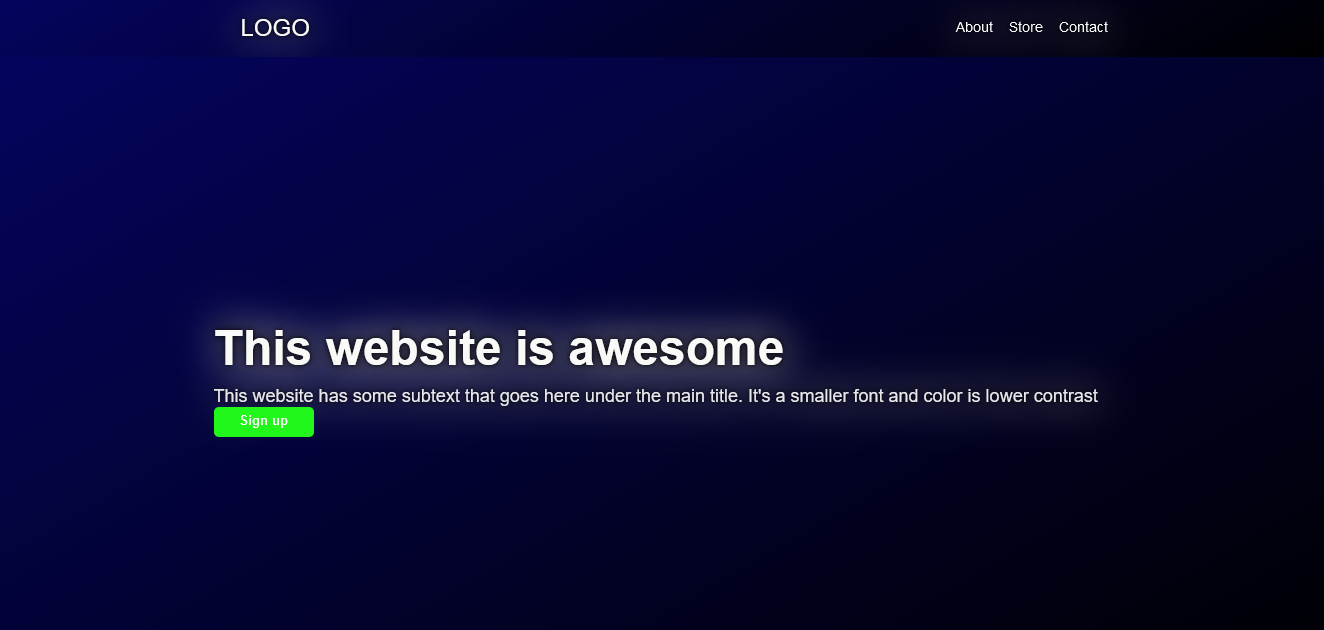 LOGO
About Store Contact
This website is awesome
This website has some subtext that goes here under the main title. It's a smaller font and color is lower contrast
Sign up